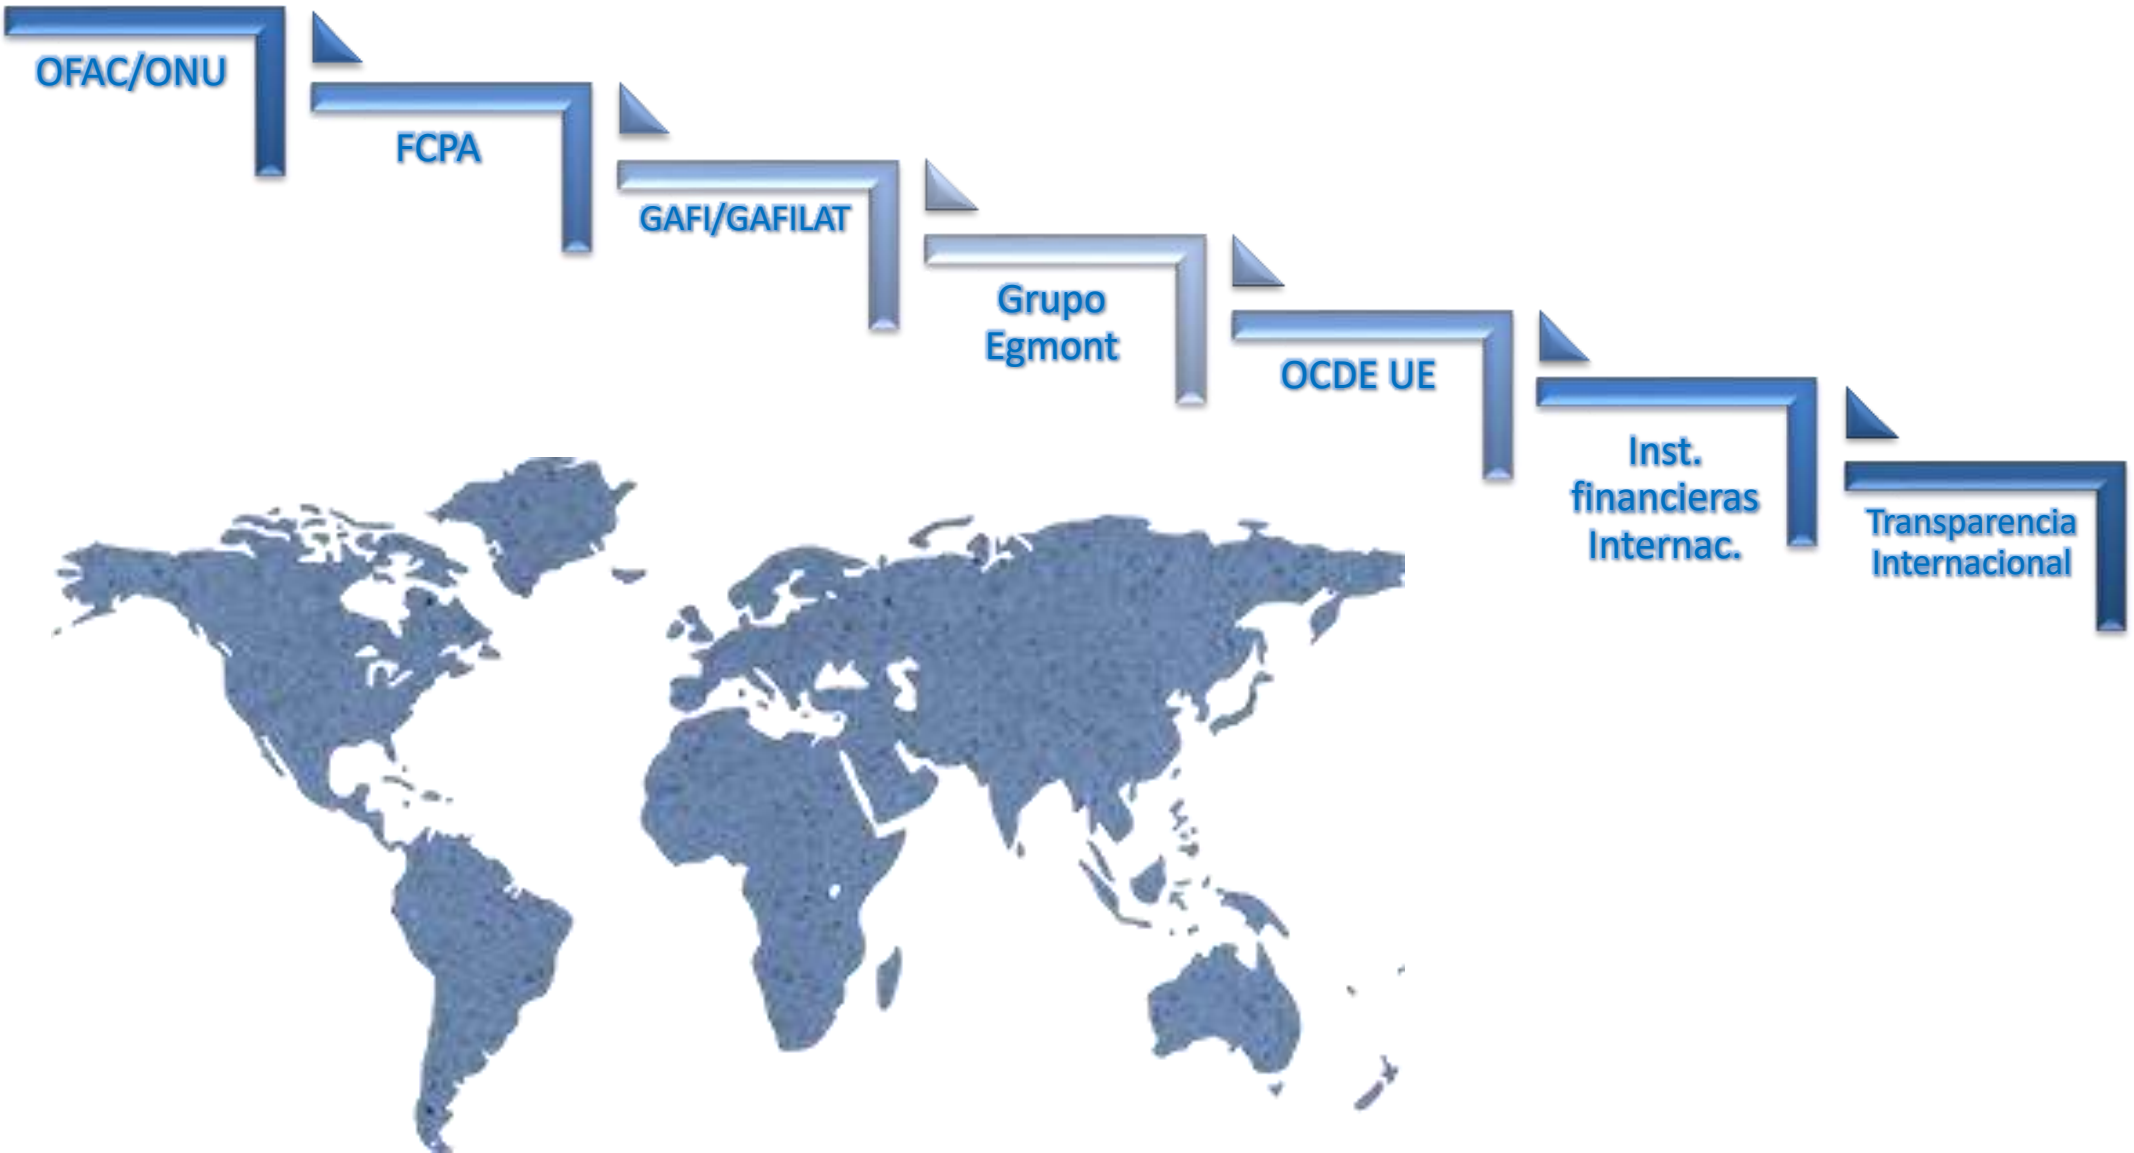 OFAC/ONU
FCPA
GAFI/GAFILAT
Grupo
Egmont
OCDE UE
Inst.
financieras
Internac.
Transparencia
Internacional